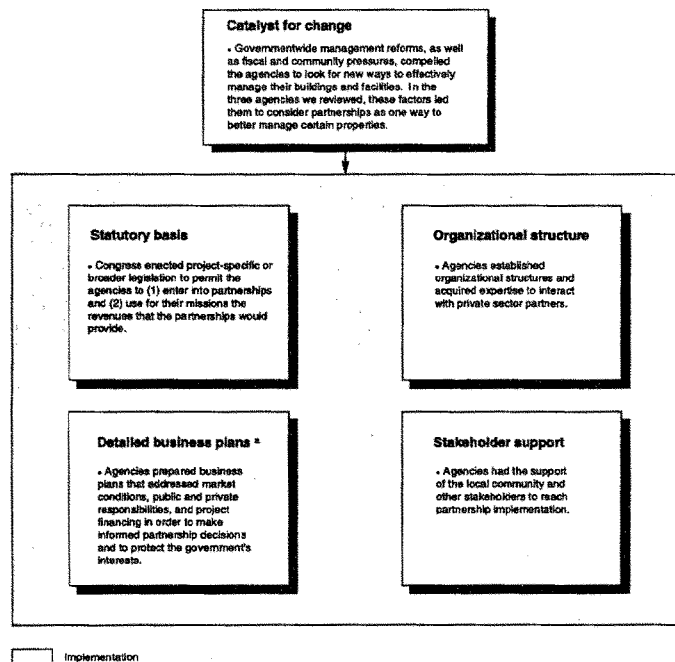 Catalyst for change
• Governmentwide management reforms, as well
as fiscal and community pressures, compelled
the agencies to look for new ways to effectively
manage their buildings and facilities. In the
three agencies we reviewed, these factors led
them to consider partnerships as one way to
better manage certain properties.
Statutory basis
• Congress enacted project-specific or
broader legislation to permit the
agencies to (1) enter into partnerships
and (2) use for their missions the
revenues that the partnerships would
provide.
Organizational structure
• Agencies established
organizational structures and
acquired expertise to interact
with private sector partners.
Detailed business plans a
• Agencies prepared business
plans that addressed market
conditions, public and private
responsibilities, and project
financing in order to make
informed partnership decisions
and to protect the government's
interests.
Stakeholder support
• Agencies had the support
of the local community and
other stakeholders to reach
partnership implementation.
Implementation